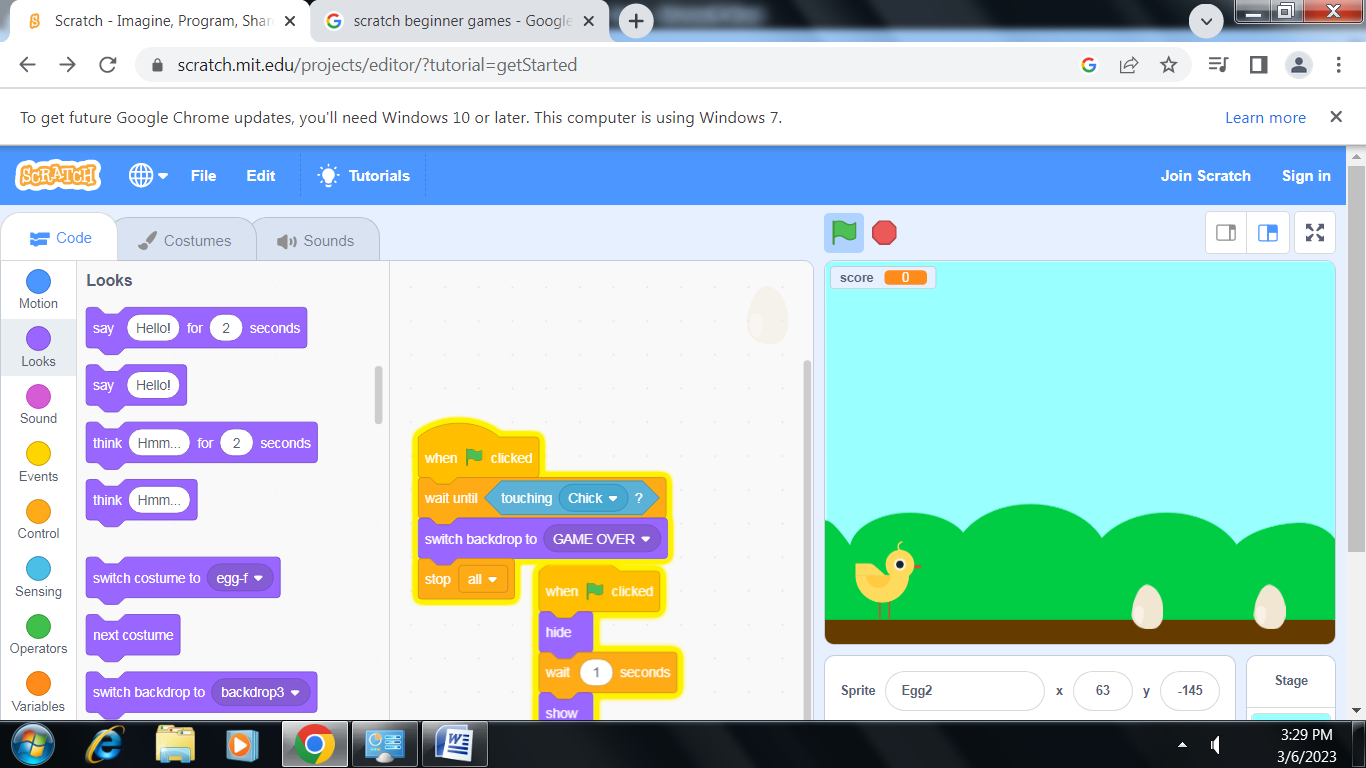 Scratch - Imagine, Program, Shar
scratch beginner games - Google
scratch.mit.edu/projects/editor/?tutorial=getStarted
To get future Google Chrome updates, you'll need Windows 10 or later. This computer is using Windows 7.
Learn more
SCRATCH
File
Edit
Tutorials
Join Scratch
Sign in
Code
Costumes
Sounds
Motion
Looks
Sound
Events
Control
Sensing
Operators
Variables
Looks
say Hello! for 2 seconds
say Hello!
think Hmm... for 2 seconds
think Hmm...
switch costume to egg-f
next costume
switch backdrop to backdrop3
when clicked
wait until touching Chick ?
switch backdrop to GAME OVER
stop all
when clicked
hide
wait 1 seconds
show
score 0
Sprite Egg2 x 63 y -145
Stage
3:29 PM
3/6/2023